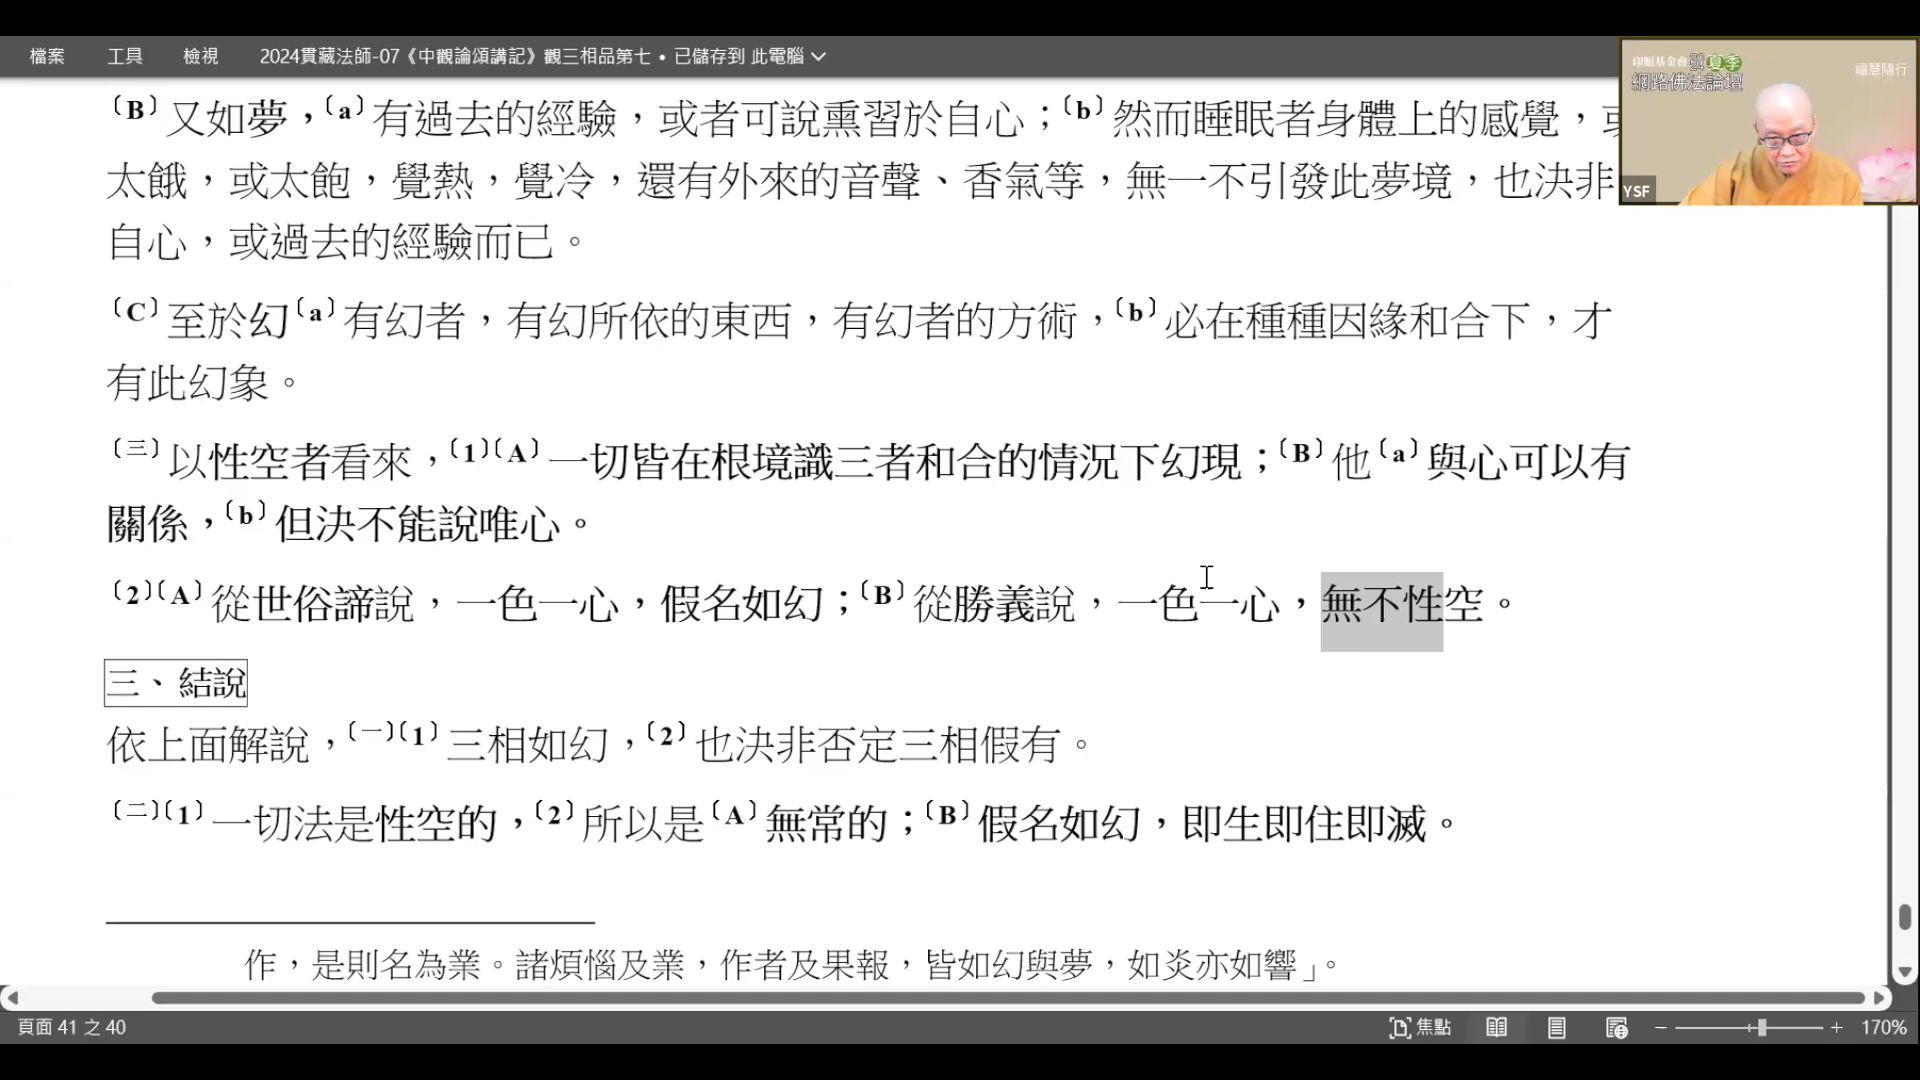 檔案 工具 檢視 2024貫藏法師-07《中觀論頌講記》觀三相品第七 • 已儲存到 此電腦
印順基金會 2024 夏季
網路佛法論壇
福慧隨行
YSF
〔B〕又如夢,〔a〕有過去的經驗,或者可說熏習於自心;〔b〕然而睡眠者身體上的感覺,或
太餓,或太飽,覺熱,覺冷,還有外來的音聲、香氣等,無一不引發此夢境,也決非
自心,或過去的經驗而已。
〔C〕至於幻〔a〕有幻者,有幻所依的東西,有幻者的方術,〔b〕必在種種因緣和合下,才
有此幻象。
〔三〕以性空者看來,〔1〕〔A〕一切皆在根境識三者和合的情況下幻現;〔B〕他〔a〕與心可以有
關係,〔b〕但決不能說唯心。
〔2〕〔A〕從世俗諦說,一色一心,假名如幻;〔B〕從勝義說,一色一心,無不性空。
三、結說
依上面解說,〔一〕〔1〕三相如幻,〔2〕也決非否定三相假有。
〔二〕〔1〕一切法是性空的,〔2〕所以是〔A〕無常的;〔B〕假名如幻,即生即住即滅。
作,是則名為業。諸煩惱及業,作者及果報,皆如幻與夢,如炎亦如響」。
頁面 41 之 40 焦點 170%